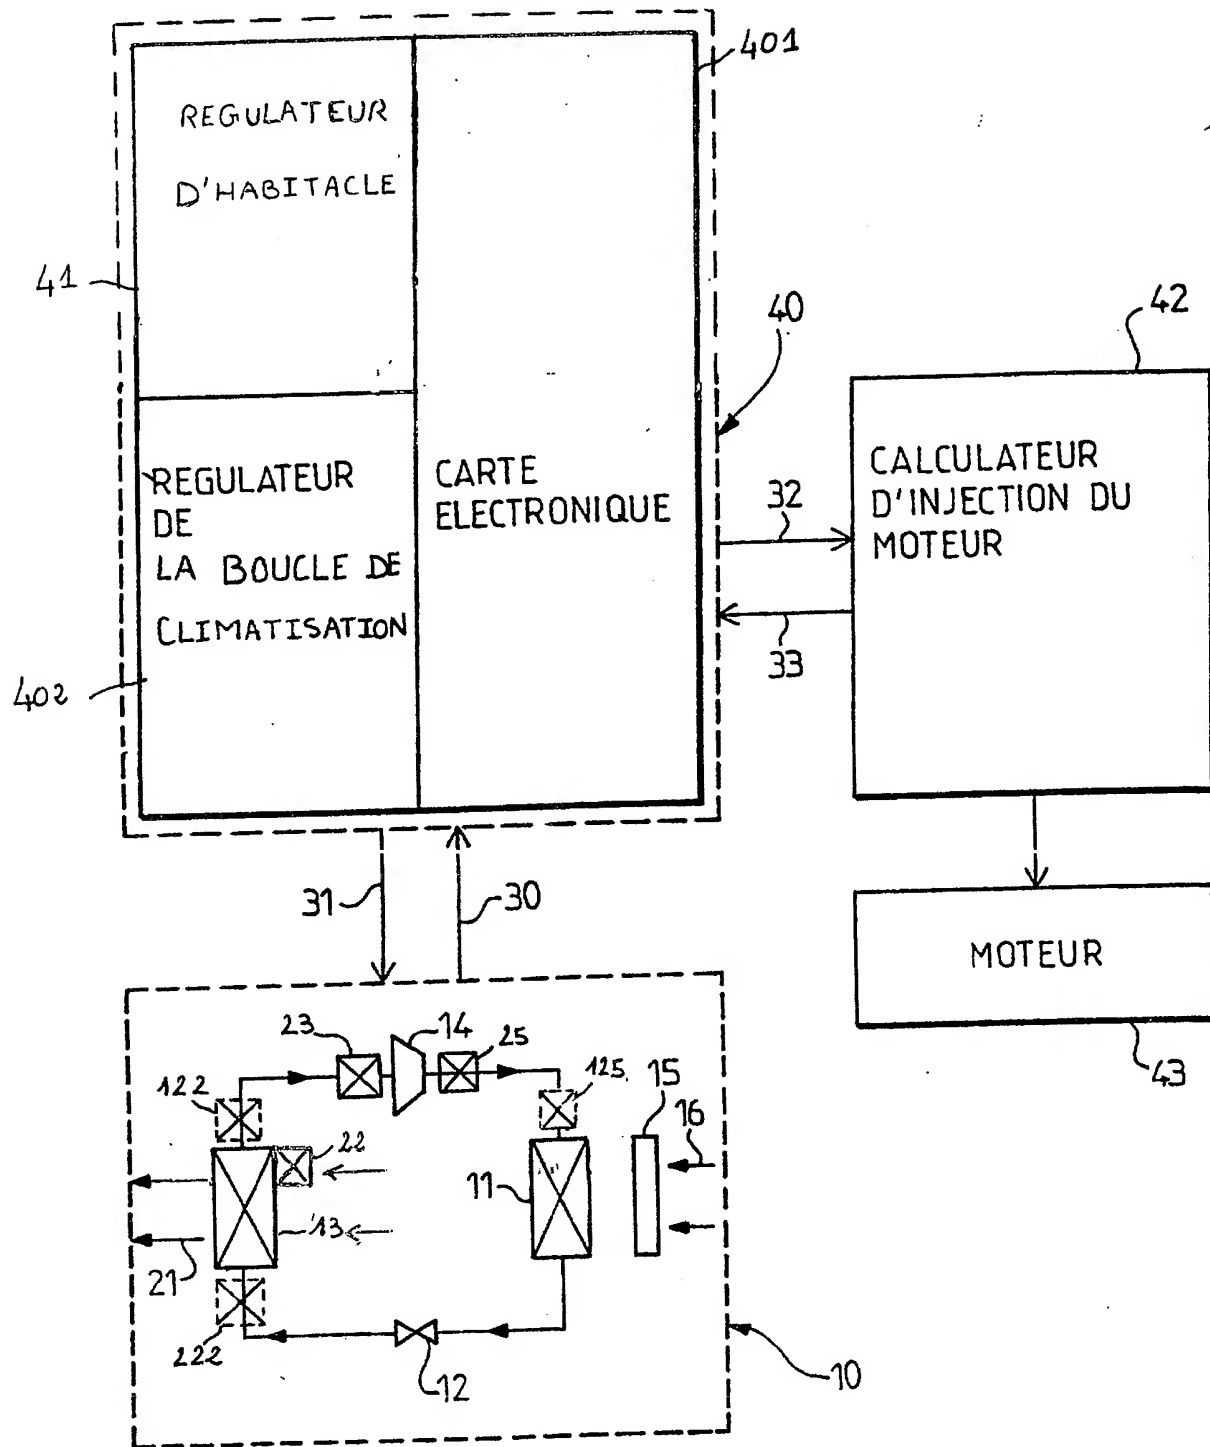 401
REGULATEUR
D'HABITACLE
41
40
42
REGULATEUR
DE
LA BOUCLE DE
CLIMATISATION
CARTE
ELECTRONIQUE
CALCULATEUR
D'INJECTION DU
MOTEUR
32
33
402
31
30
MOTEUR
43
23
14
25
122
125
15
16
22
11
13
21
222
12
10